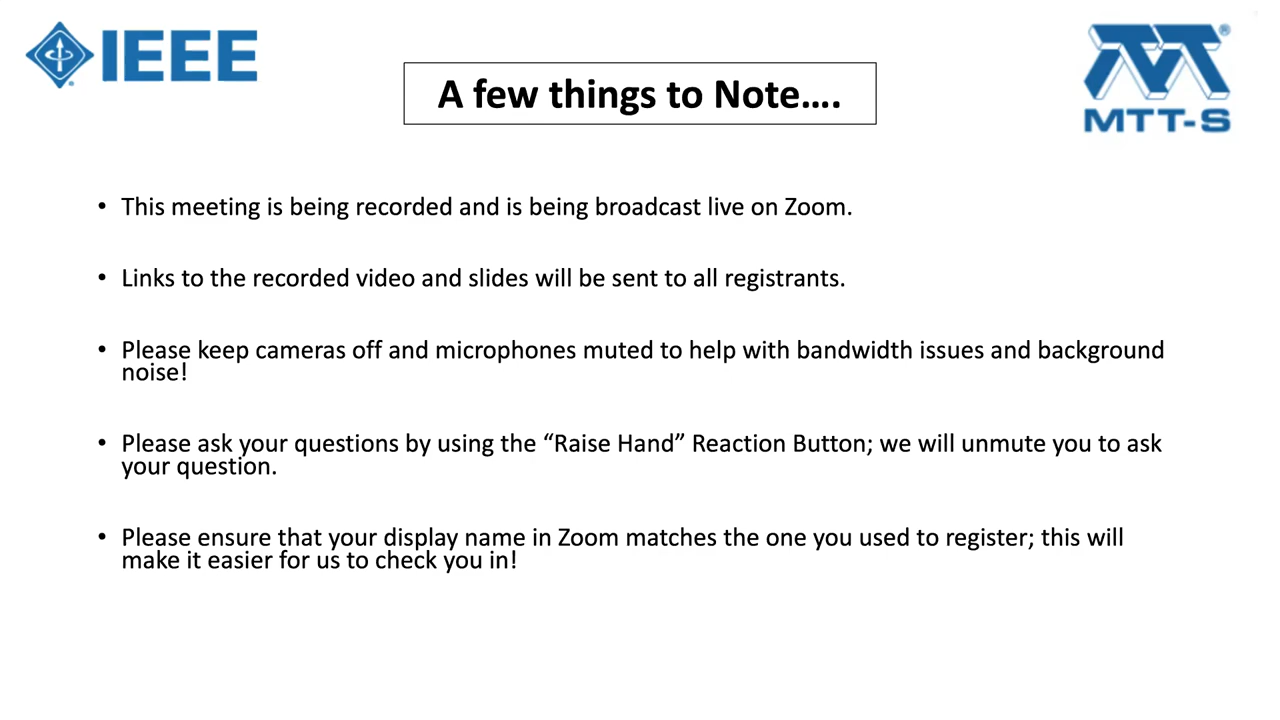 IEEE
MTT-S
A few things to Note….
• This meeting is being recorded and is being broadcast live on Zoom.
• Links to the recorded video and slides will be sent to all registrants.
• Please keep cameras off and microphones muted to help with bandwidth issues and background
noise!
• Please ask your questions by using the “Raise Hand” Reaction Button; we will unmute you to ask
your question.
• Please ensure that your display name in Zoom matches the one you used to register; this will
make it easier for us to check you in!